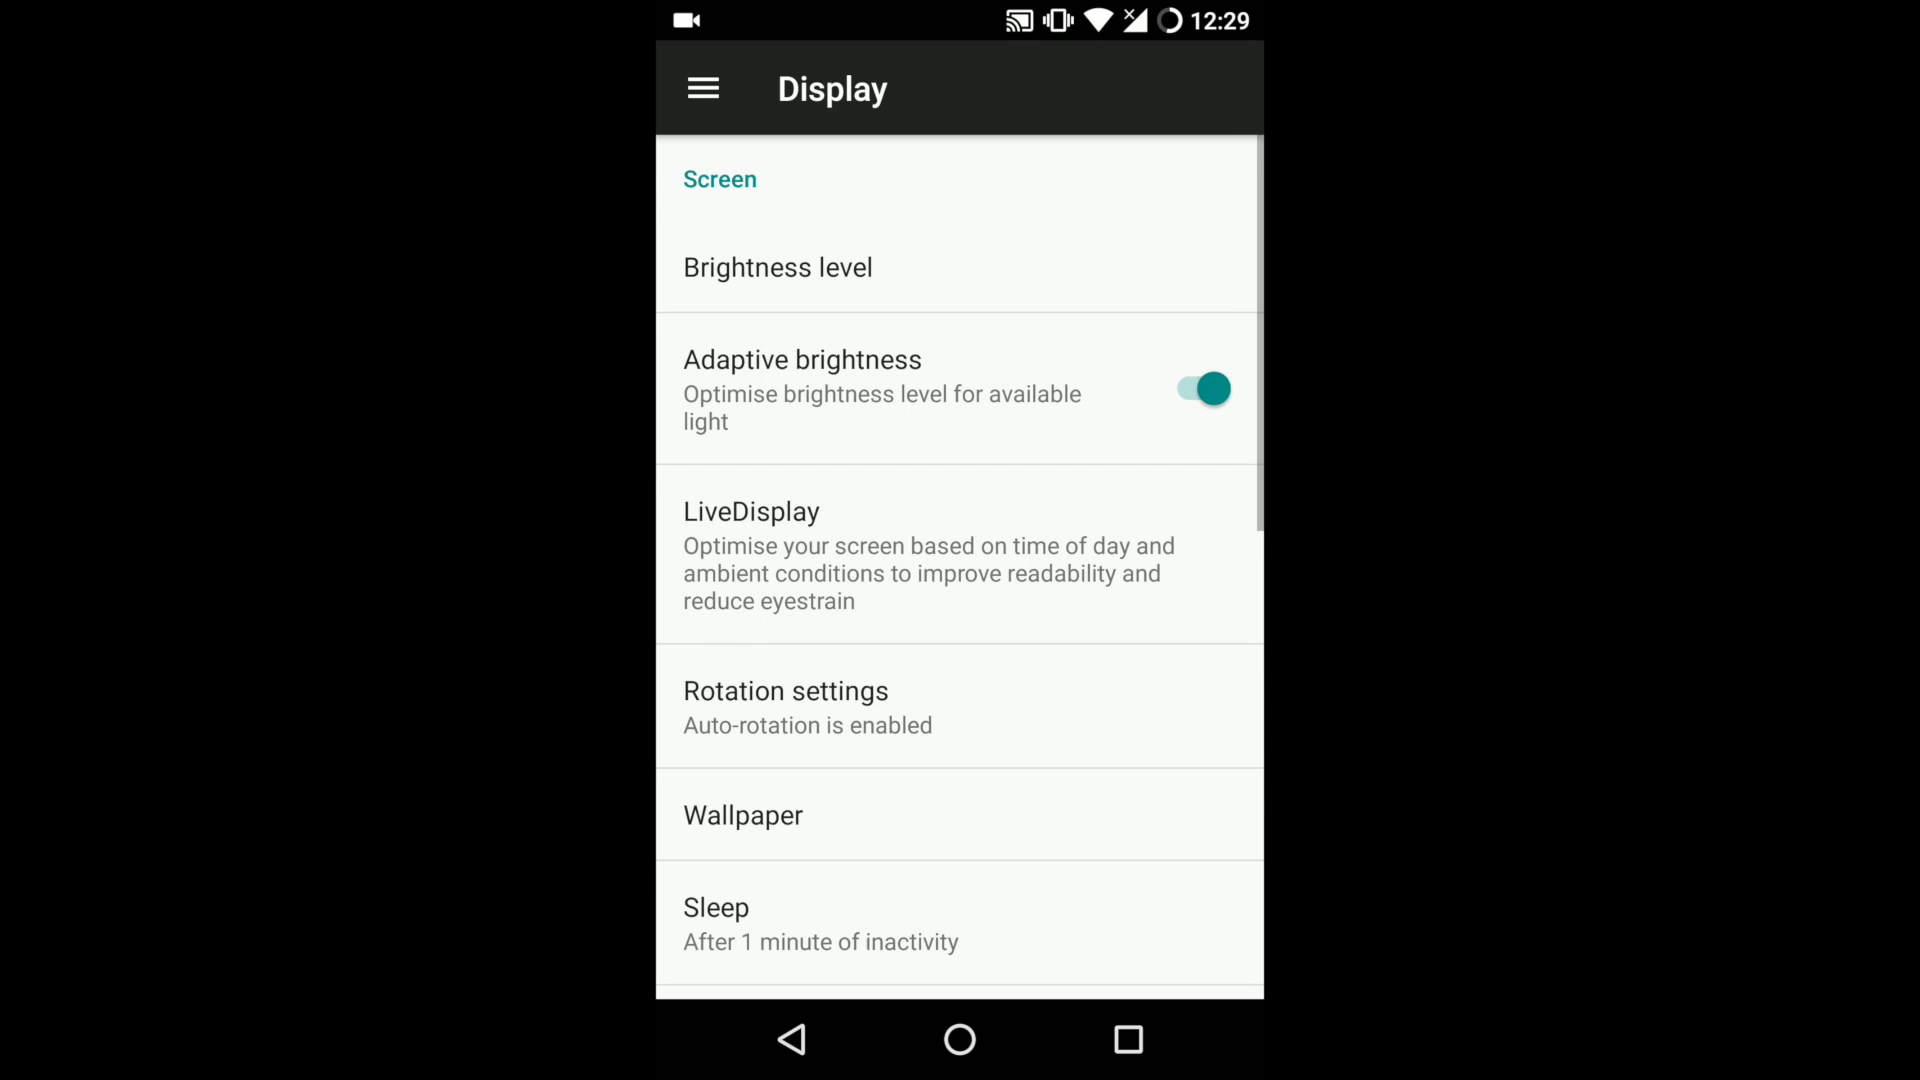 12:29
Display
Screen
Brightness level
Adaptive brightness
Optimise brightness level for available
light
LiveDisplay
Optimise your screen based on time of day and
ambient conditions to improve readability and
reduce eyestrain
Rotation settings
Auto-rotation is enabled
Wallpaper
Sleep
After 1 minute of inactivity